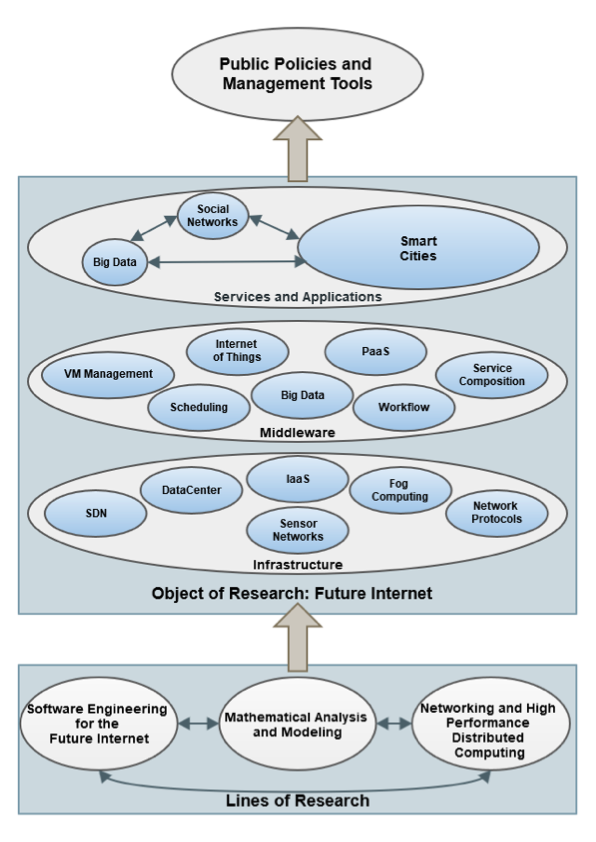 Public Policies and
Management Tools
Social
Networks
Big Data
Smart
Cities
Services and Applications
Internet
of Things
PaaS
VM Management
Service
Composition
Scheduling
Big Data
Workflow
Middleware
IaaS
DataCenter
Fog
Computing
SDN
Network
Protocols
Sensor
Networks
Infrastructure
Object of Research: Future Internet
Software Engineering
for the
Future Internet
Mathematical Analysis
and Modeling
Networking and High
Performance
Distributed
Computing
Lines of Research